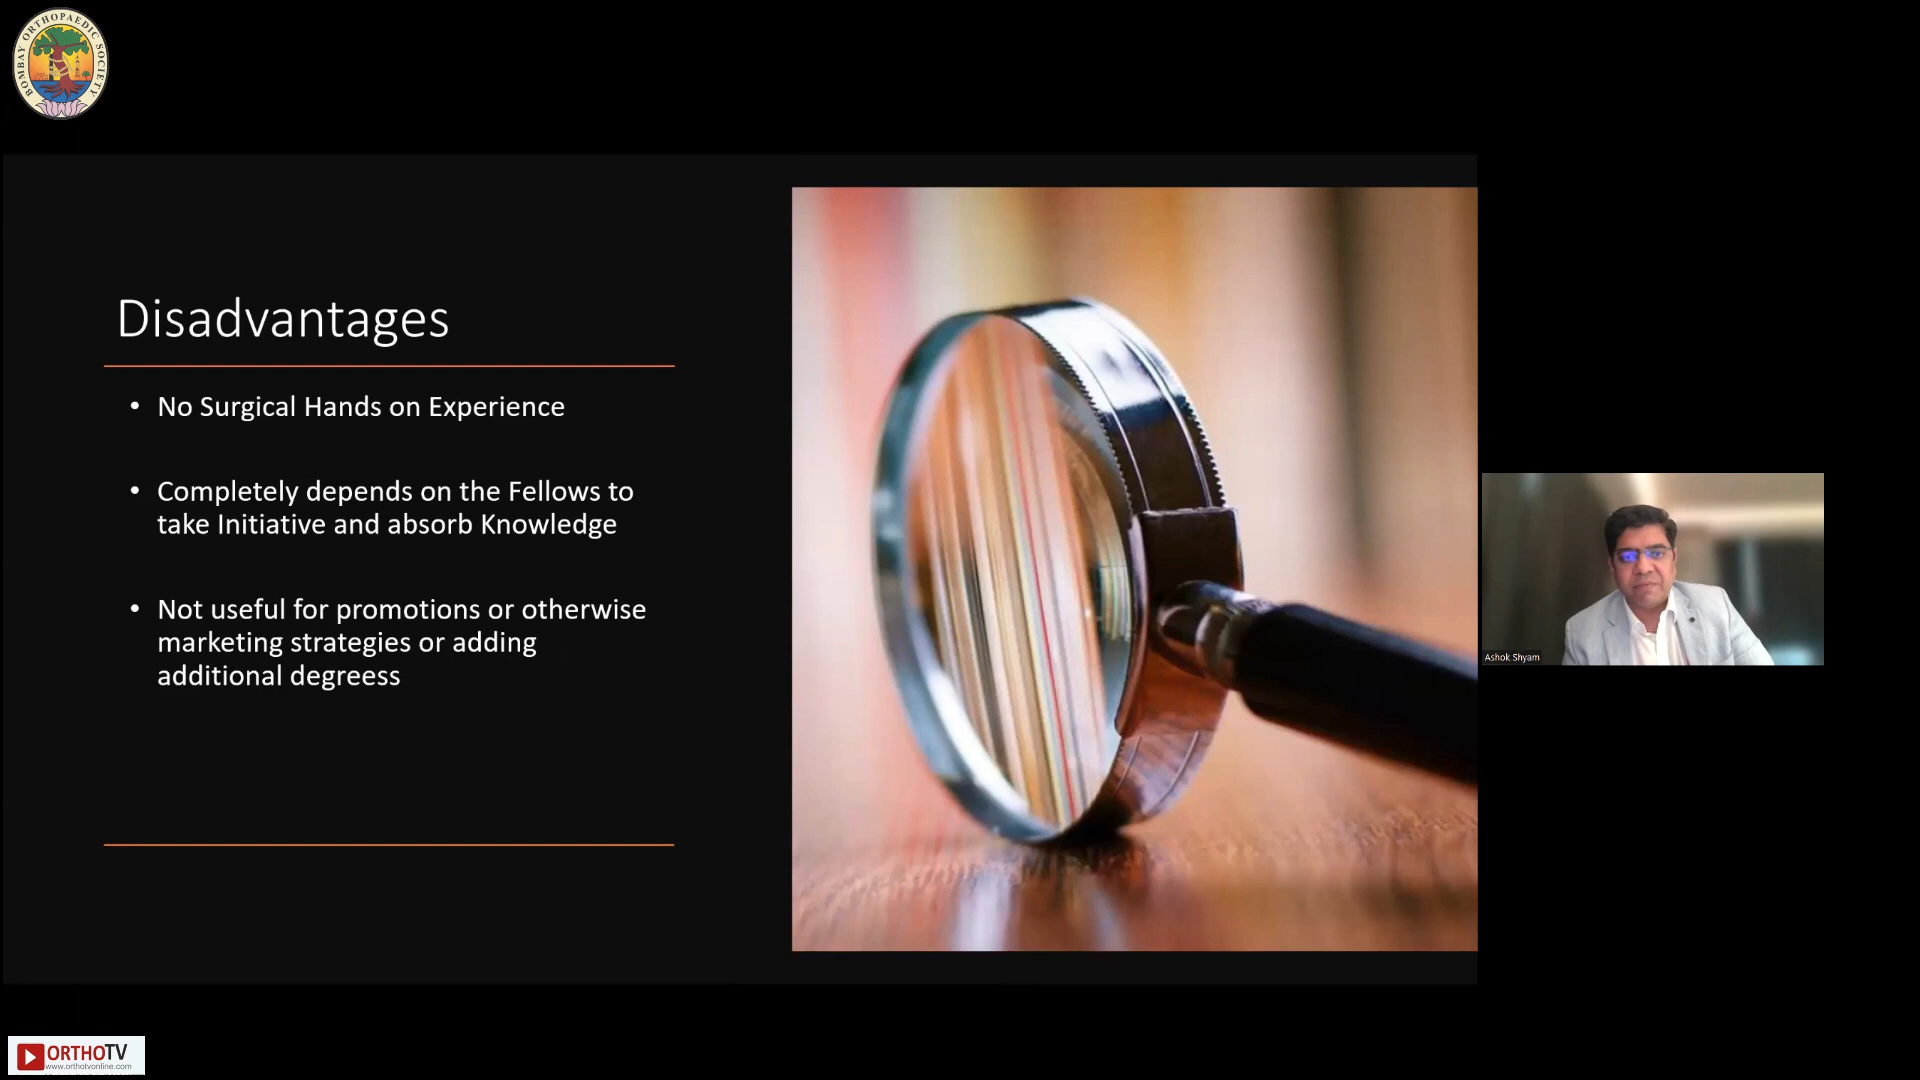 BOMBAY ORTHOPAEDIC SOCIETY
Disadvantages
• No Surgical Hands on Experience
• Completely depends on the Fellows to
take Initiative and absorb Knowledge
• Not useful for promotions or otherwise
marketing strategies or adding
additional degreess
Ashok Shyam
ORTHOTV
www.orthotvonline.com